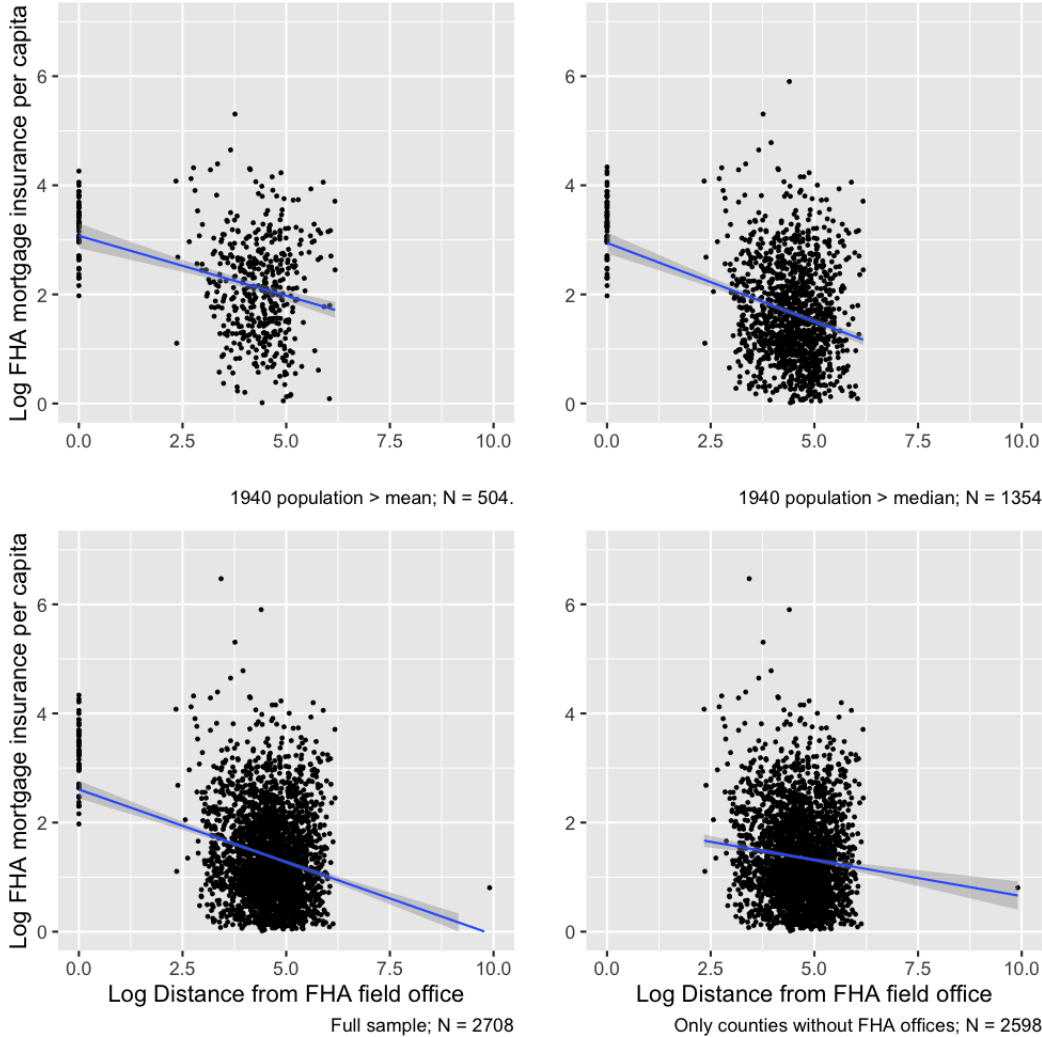 Log FHA mortgage insurance per capita
6
4
2
0
0.0 2.5 5.0 7.5 10.0
1940 population > mean; N = 504.
6
4
2
0
0.0 2.5 5.0 7.5 10.0
1940 population > median; N = 1354
Log FHA mortgage insurance per capita
6
4
2
0
0.0 2.5 5.0 7.5 10.0
Log Distance from FHA field office
Full sample; N = 2708
6
4
2
0
0.0 2.5 5.0 7.5 10.0
Log Distance from FHA field office
Only counties without FHA offices; N = 2598